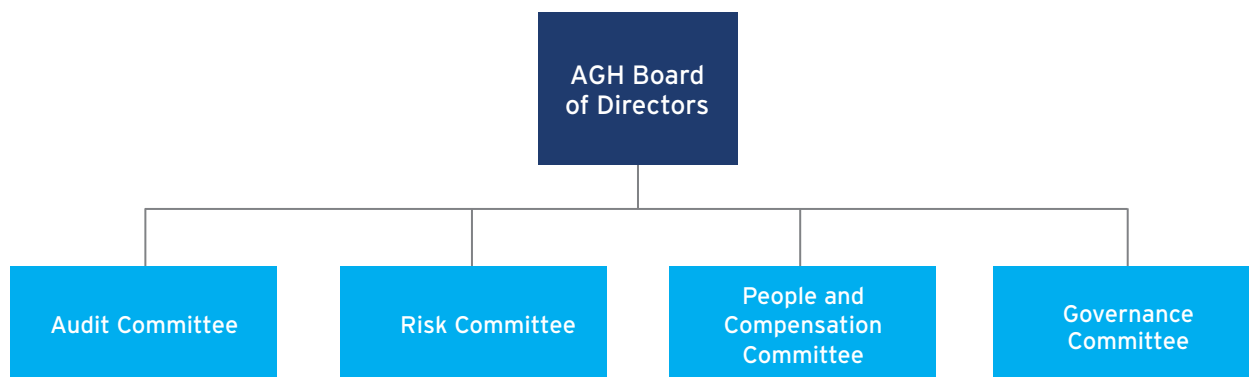 AGH Board
of Directors
Audit Committee
Risk Committee
People and
Compensation
Committee
Governance
Committee